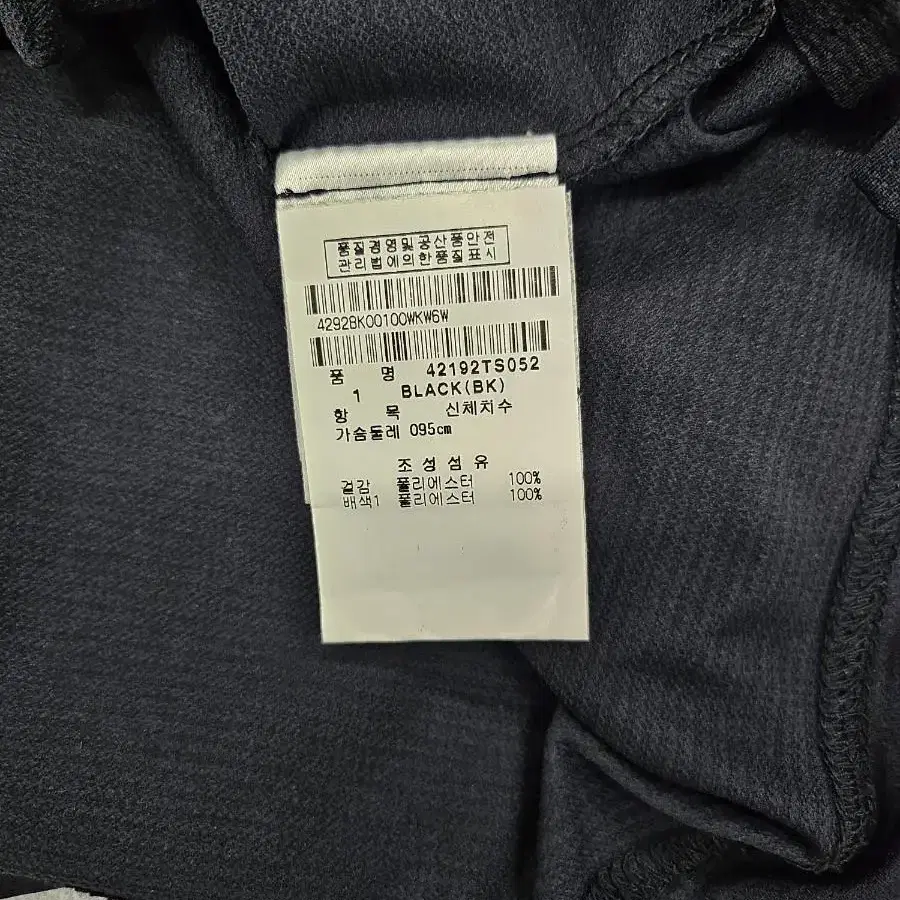 품질경영및공산품안전
관리법에의한품질표시
4292BK00100WKW6W
품 명 42192TS052
1 BLACK(BK)
항 목 신체치수
가슴둘레 095cm
조성섬유
겉감 폴리에스터 100%
배색1 폴리에스터 100%